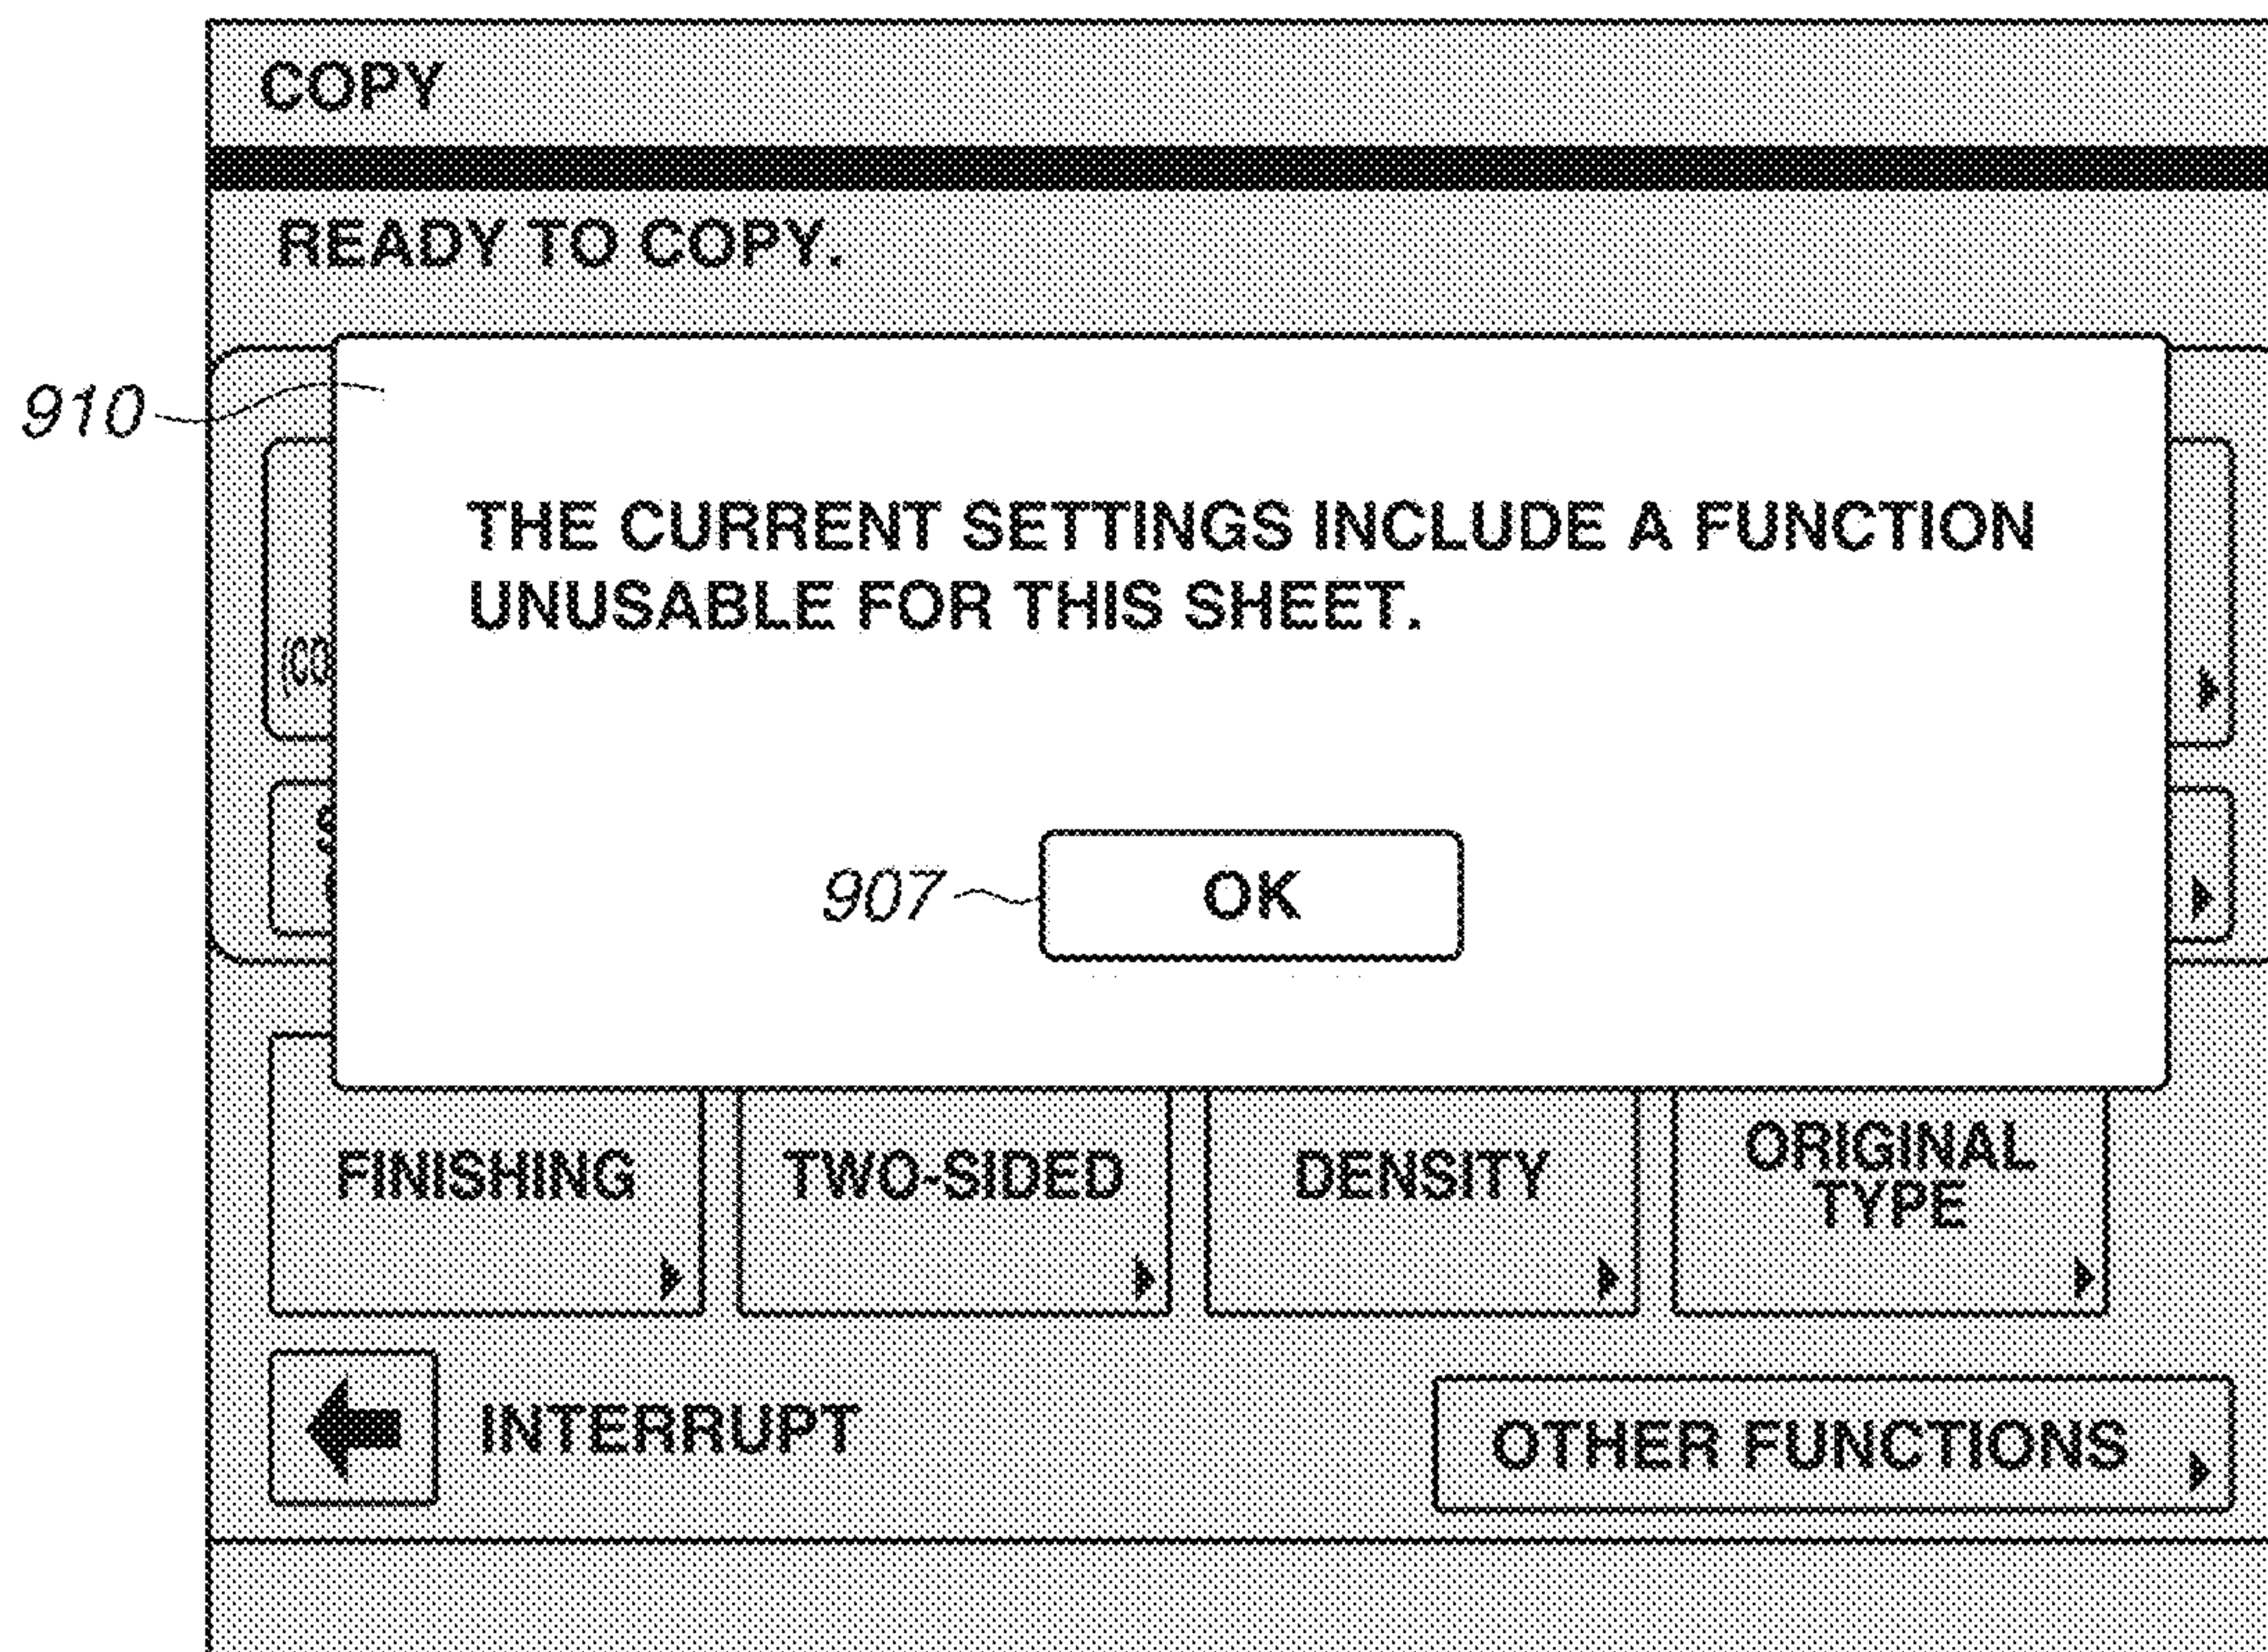 COPY
READY TO COPY.
910
THE CURRENT SETTINGS INCLUDE A FUNCTION
UNUSABLE FOR THIS SHEET.
907
OK
FINISHING
TWO-SIDED
DENSITY
ORIGINAL
TYPE
INTERRUPT
OTHER FUNCTIONS